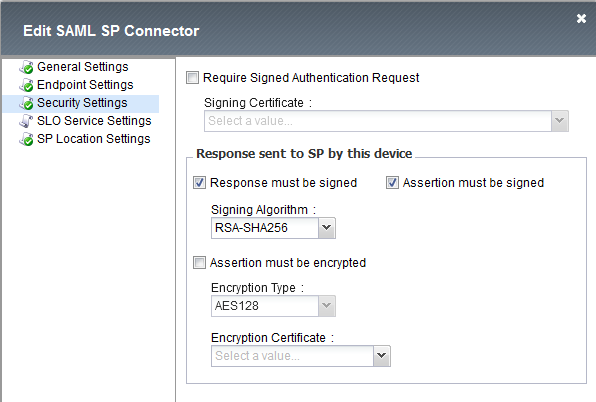 Edit SAML SP Connector
General Settings
Endpoint Settings
Security Settings
SLO Service Settings
SP Location Settings
Require Signed Authentication Request
Signing Certificate :
Select a value...
Response sent to SP by this device
Response must be signed Assertion must be signed
Signing Algorithm :
RSA-SHA256
Assertion must be encrypted
Encryption Type :
AES128
Encryption Certificate :
Select a value...